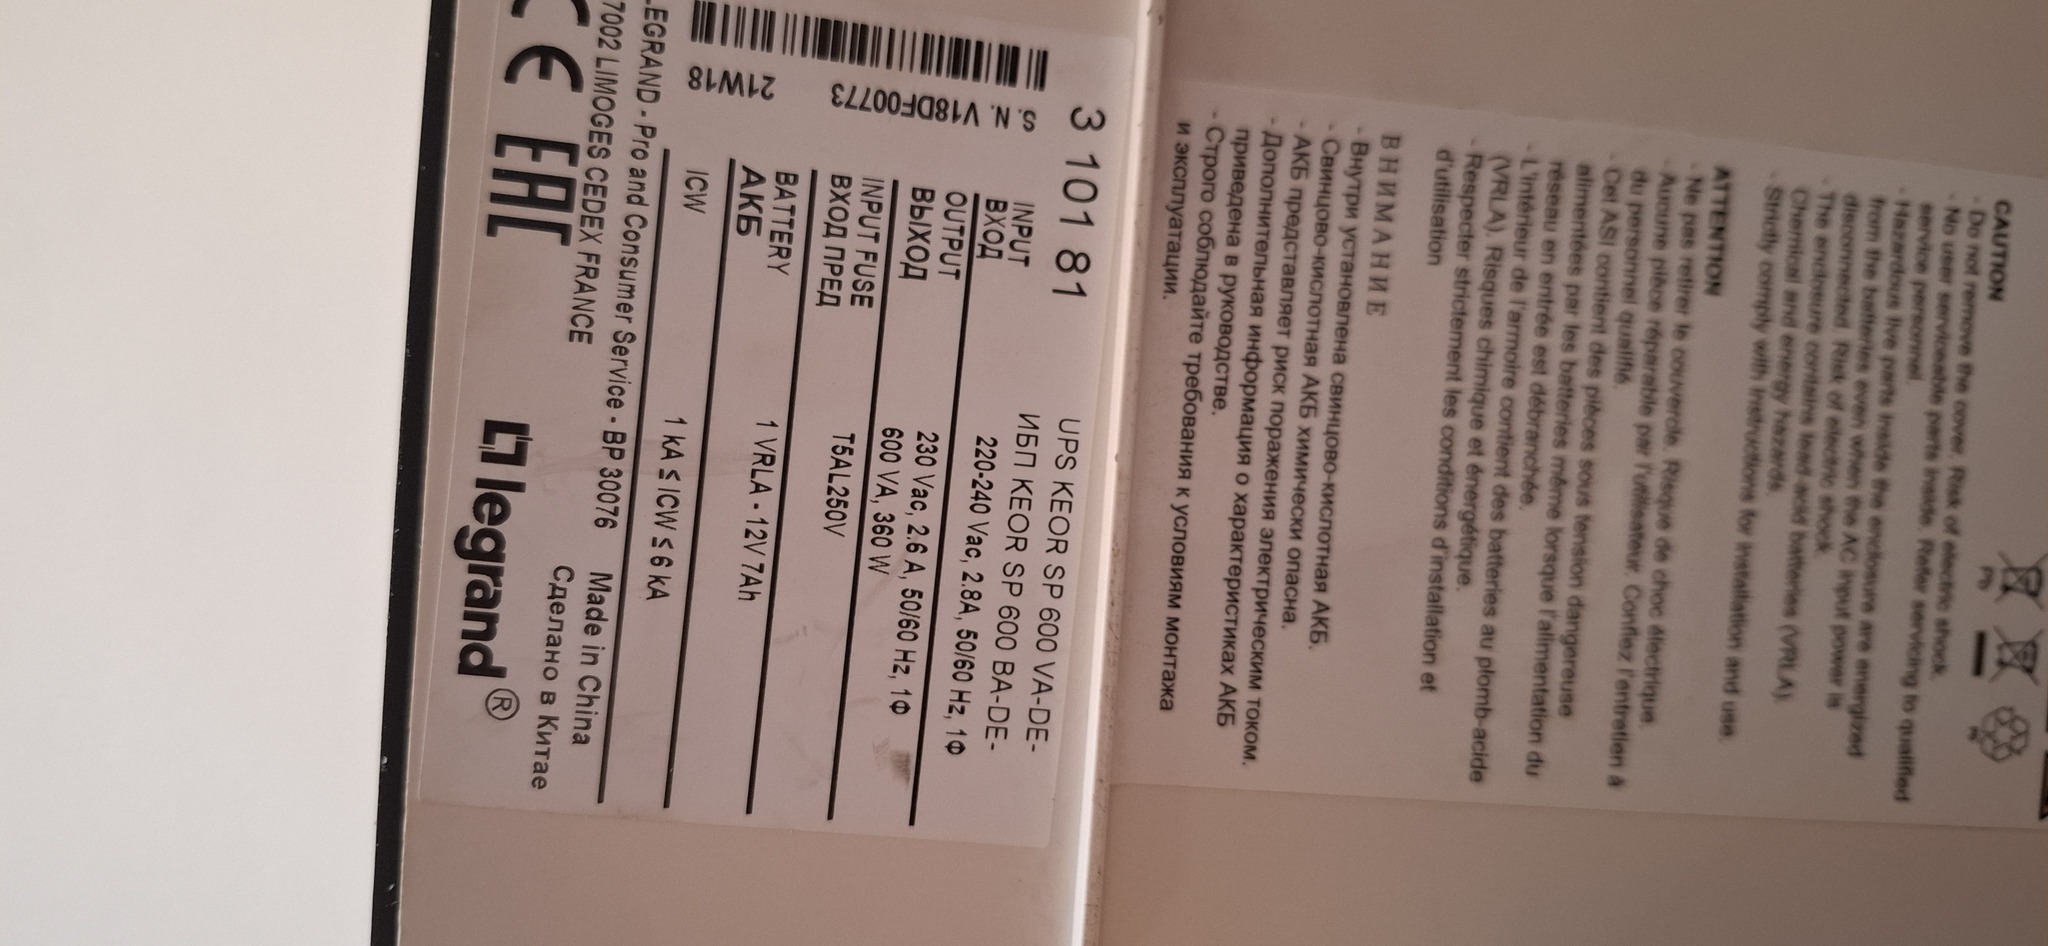 CAUTION
- Do not remove the cover. Risk of electric shock.
- No user serviceable parts inside. Refer servicing to qualified
service personnel.
- Hazardous live parts inside the enclosure are energized
from the batteries even when the AC input power is
disconnected. Risk of electric shock.
- The enclosure contains lead-acid batteries (VRLA).
Chemical and energy hazards.
- Strictly comply with instructions for installation and use.
Pb
ATTENTION
- Ne pas retirer le couvercle. Risque de choc électrique.
- Aucune pièce réparable par l'utilisateur. Confiez l'entretien à
du personnel qualifié.
- Cet ASI contient des pièces sous tension dangereuse
alimentées par les batteries même lorsque l'alimentation du
réseau en entrée est débranchée.
- L'intérieur de l'armoire contient des batteries au plomb-acide
(VRLA). Risques chimique et énergétique.
- Respecter strictement les conditions d'installation et
d'utilisation
ВНИМАНИЕ
- Внутри установлена свинцово-кислотная АКБ.
- Свинцово-кислотная АКБ химически опасна.
- АКБ представляет риск поражения электрическим током.
- Дополнительная информация о характеристиках АКБ
приведена в руководстве.
- Строго соблюдайте требования к условиям монтажа
и эксплуатации.
3 101 81
UPS KEOR SP 600 VA-DE-
ИБП KEOR SP 600 ВА-DE-
S. N. V18DF00773
21W18
INPUT 220-240 Vac, 2.8A, 50/60 Hz, 1Φ
ВХОД
OUTPUT 230 Vac, 2.6 A, 50/60 Hz, 1Φ
ВЫХОД 600 VA, 360 W
INPUT FUSE T5AL250V
ВХОД ПРЕД
BATTERY 1 VRLA - 12V 7Ah
АКБ
ICW 1 kA ≤ ICW ≤ 6 kA
LEGRAND - Pro and Consumer Service - BP 30076
7002 LIMOGES CEDEX FRANCE
Made in China
Сделано в Китае
CE EAC legrand®